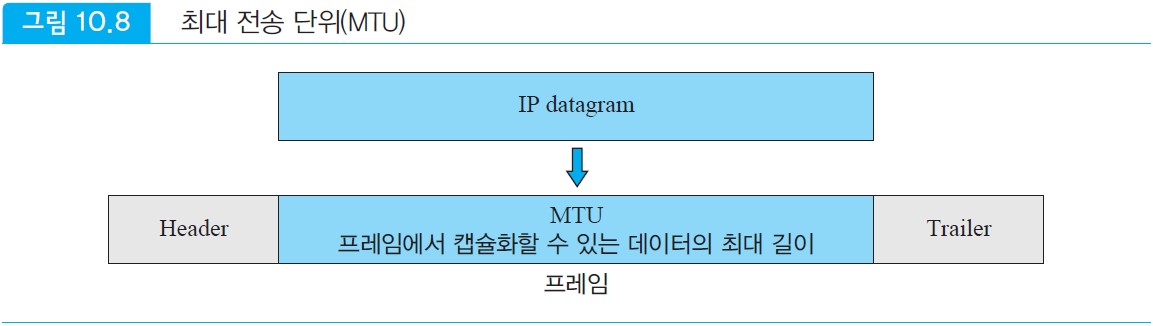 그림 10.8 최대 전송 단위(MTU)
IP datagram
Header
MTU
프레임에서 캡슐화할 수 있는 데이터의 최대 길이
Trailer
프레임